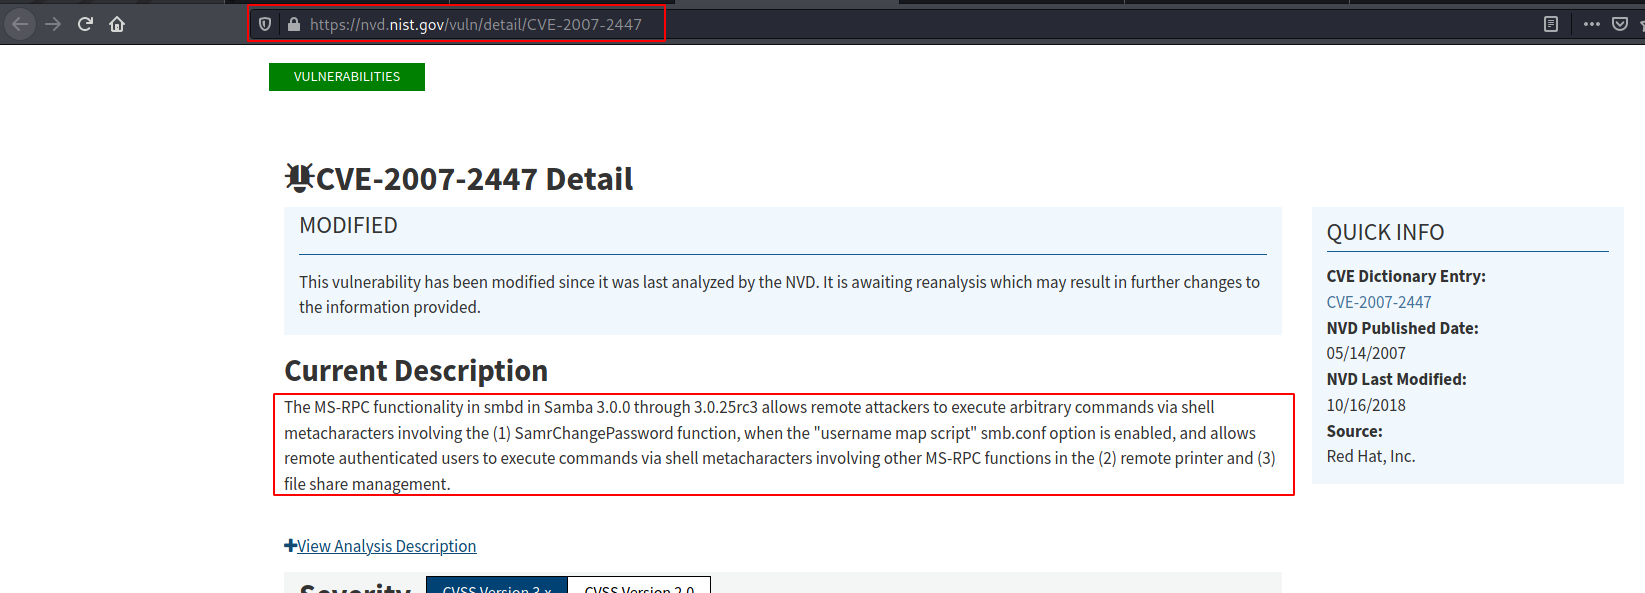 https://nvd.nist.gov/vuln/detail/CVE-2007-2447
VULNERABILITIES
CVE-2007-2447 Detail
MODIFIED
This vulnerability has been modified since it was last analyzed by the NVD. It is awaiting reanalysis which may result in further changes to
the information provided.
Current Description
The MS-RPC functionality in smbd in Samba 3.0.0 through 3.0.25rc3 allows remote attackers to execute arbitrary commands via shell
metacharacters involving the (1) SamrChangePassword function, when the "username map script" smb.conf option is enabled, and allows
remote authenticated users to execute commands via shell metacharacters involving other MS-RPC functions in the (2) remote printer and (3)
file share management.
View Analysis Description
Severity
CVSS Version 3.x
CVSS Version 2.0
QUICK INFO
CVE Dictionary Entry:
CVE-2007-2447
NVD Published Date:
05/14/2007
NVD Last Modified:
10/16/2018
Source:
Red Hat, Inc.